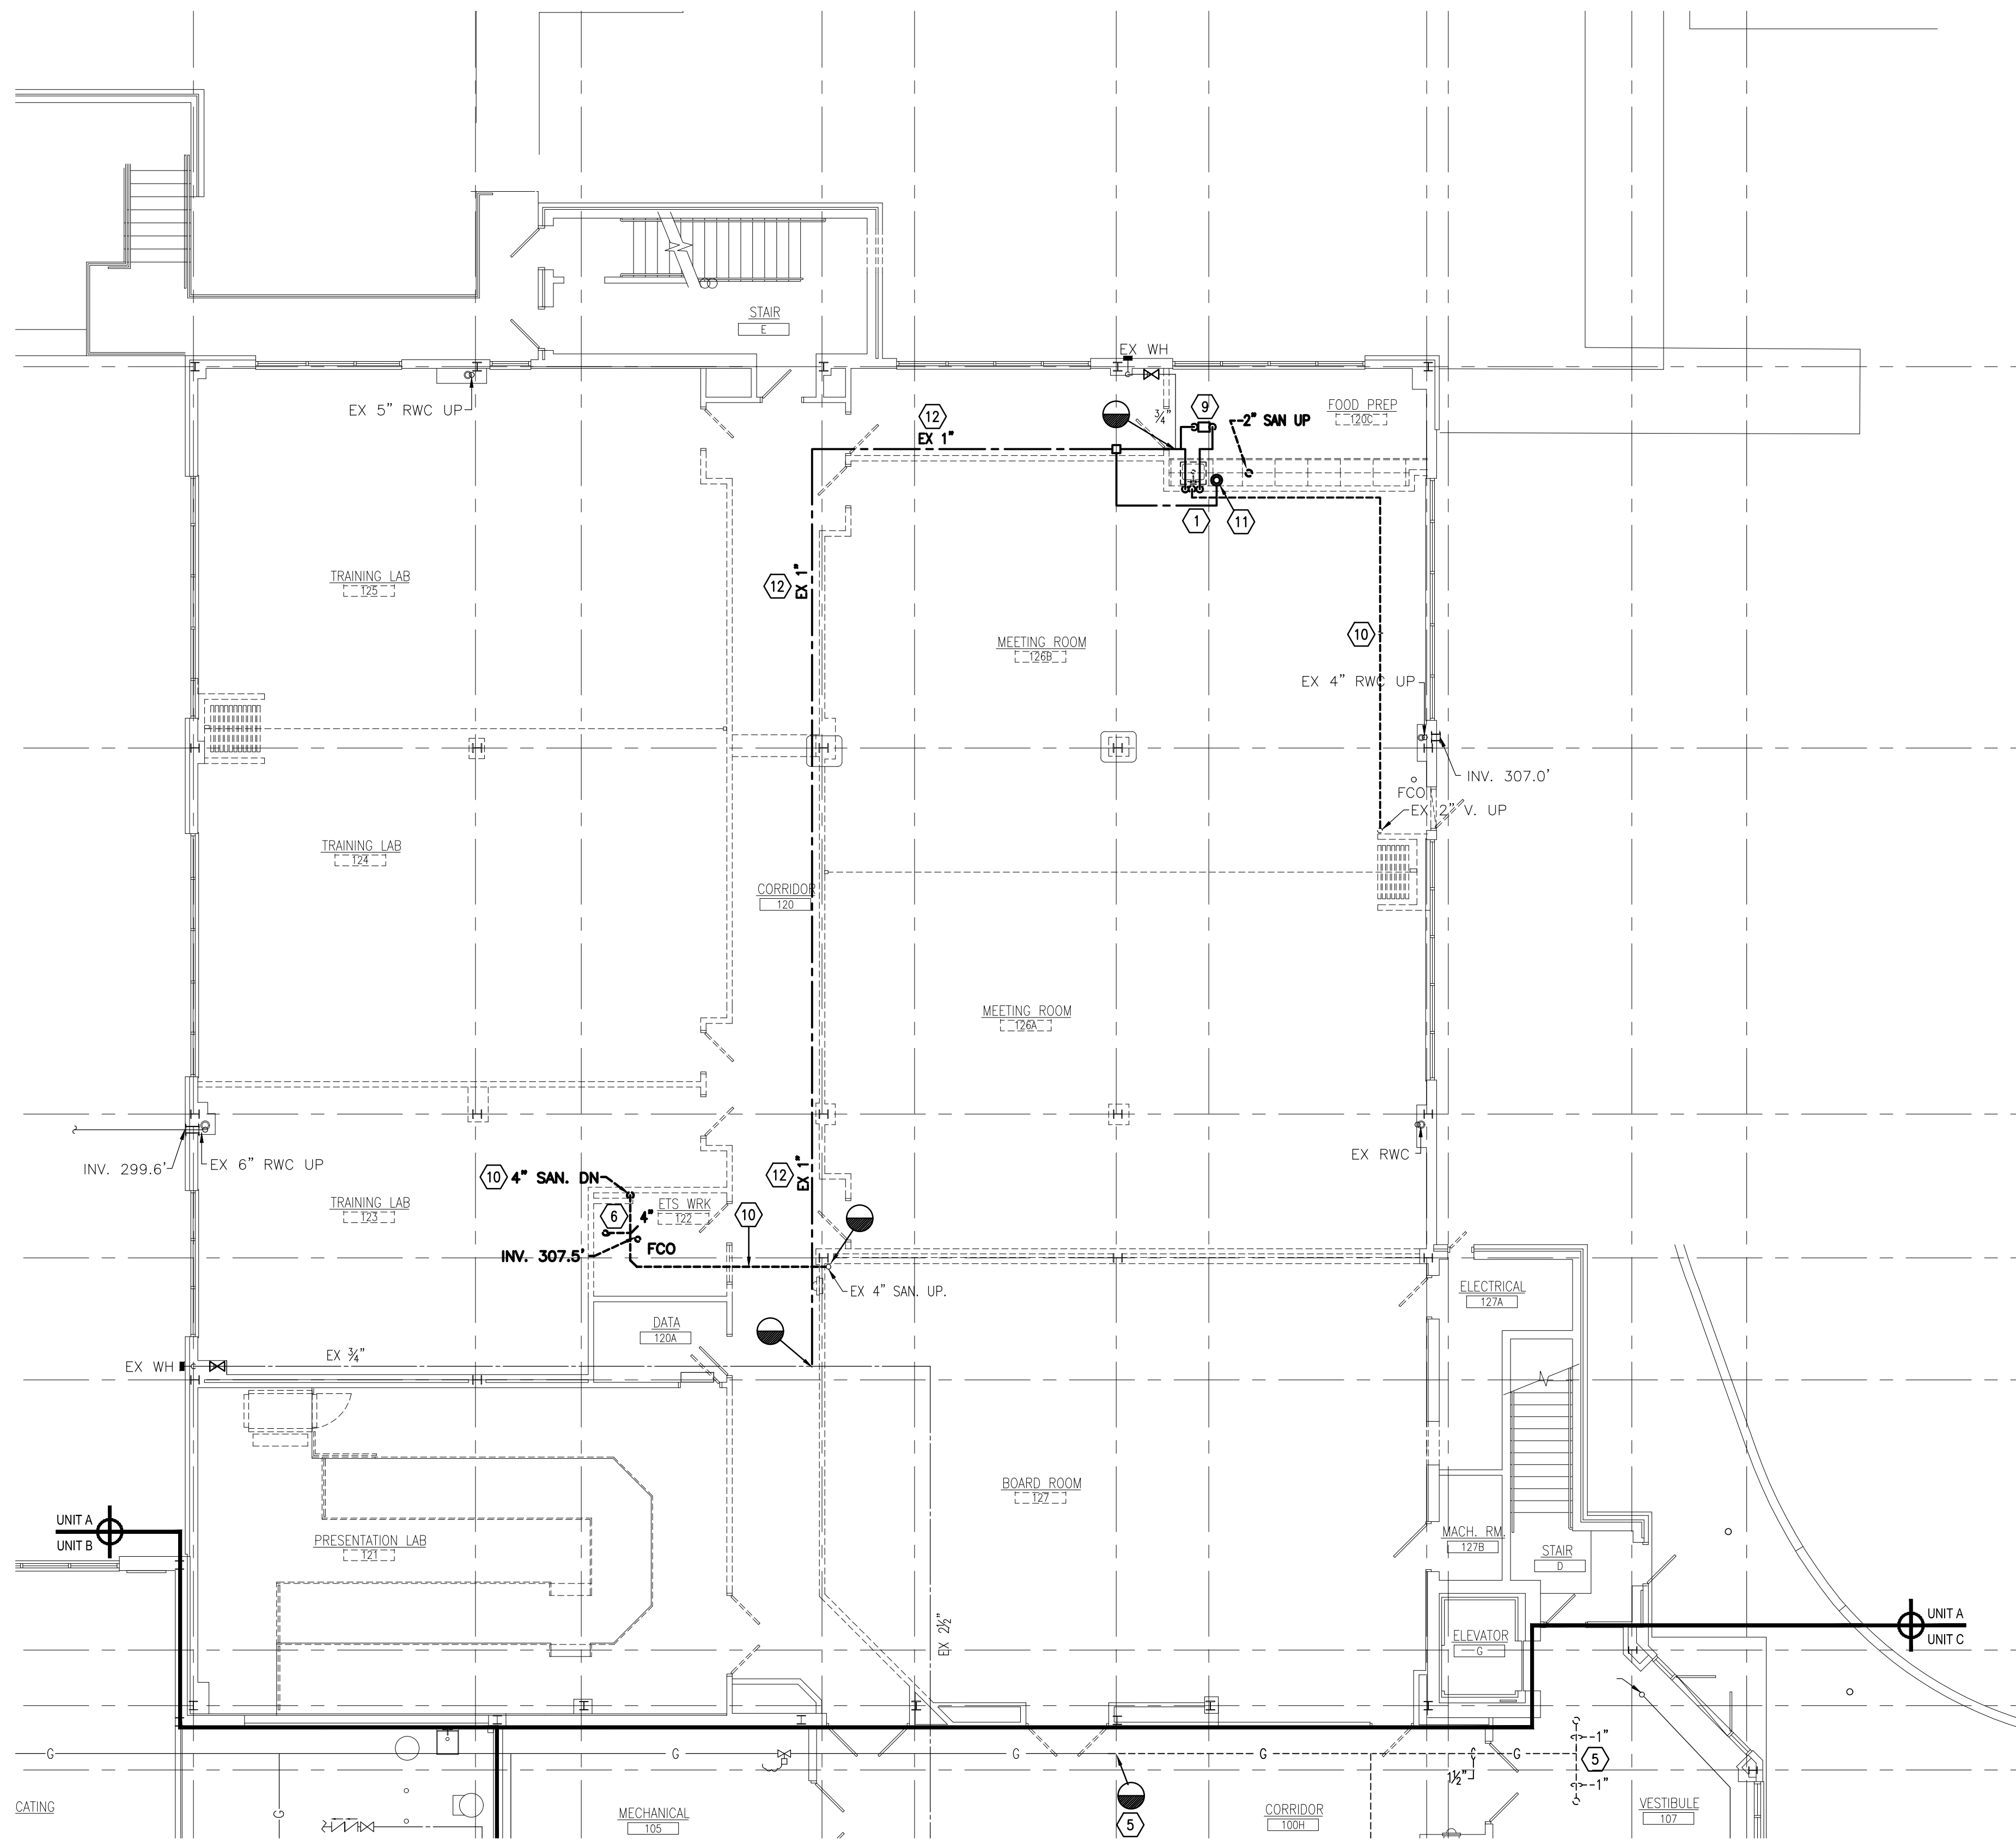 STAIR
E
EX WH
EX 5" RWC UP
12
EX 1"
3/4"
9
FOOD PREP
120C
2" SAN UP
1
11
TRAINING LAB
125
12
EX 1"
MEETING ROOM
126B
10
EX 4" RWC UP
INV. 307.0'
FCO
EX 2" V. UP
TRAINING LAB
124
CORRIDOR
120
MEETING ROOM
126A
INV. 299.6'
EX 6" RWC UP
EX RWC
10
4" SAN. DN
12
EX 1"
TRAINING LAB
123
6
4"
ETS WRK
122
10
FCO
INV. 307.5'
EX 4" SAN. UP.
ELECTRICAL
127A
DATA
120A
EX WH
EX 3/4"
BOARD ROOM
127
UNIT A
UNIT B
PRESENTATION LAB
121
MACH. RM.
127B
STAIR
D
EX 2½"
ELEVATOR
G
UNIT A
UNIT C
G
G
G
G
G
1"
5
1"
1½"
G
CATING
MECHANICAL
105
5
CORRIDOR
100H
VESTIBULE
107